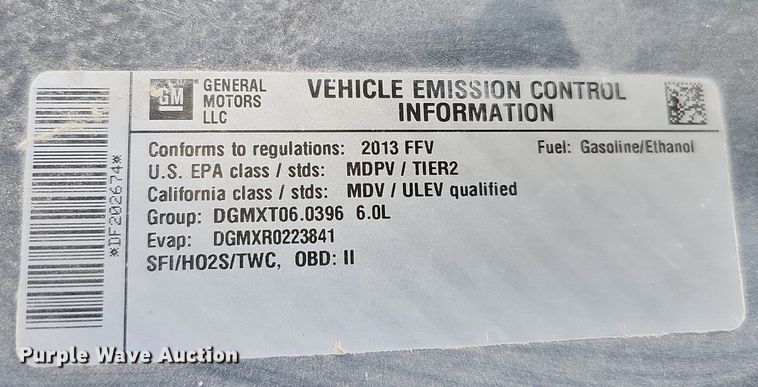 GM
GENERAL
MOTORS
LLC
VEHICLE EMISSION CONTROL
INFORMATION
Conforms to regulations: 2013 FFV
Fuel: Gasoline/Ethanol
U.S. EPA class / stds: MDPV / TIER2
California class / stds: MDV / ULEV qualified
Group: DGMXT06.0396 6.0L
Evap: DGMXR0223841
SFI/HO2S/TWC, OBD: II
*DF202674*
Purple Wave Auction